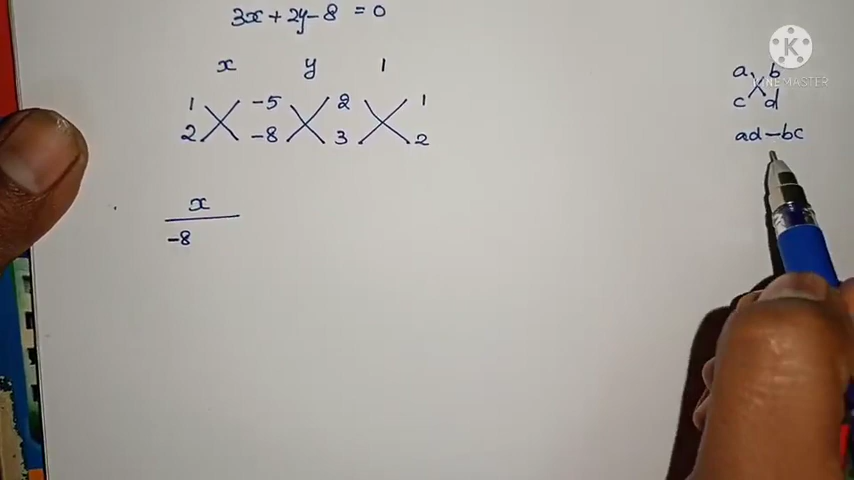 3x + 2y - 8 = 0
x y 1
1 -5 2 1
2 -8 3 2
x
-8
a b
c d
ad - bc
K
KINEMASTER